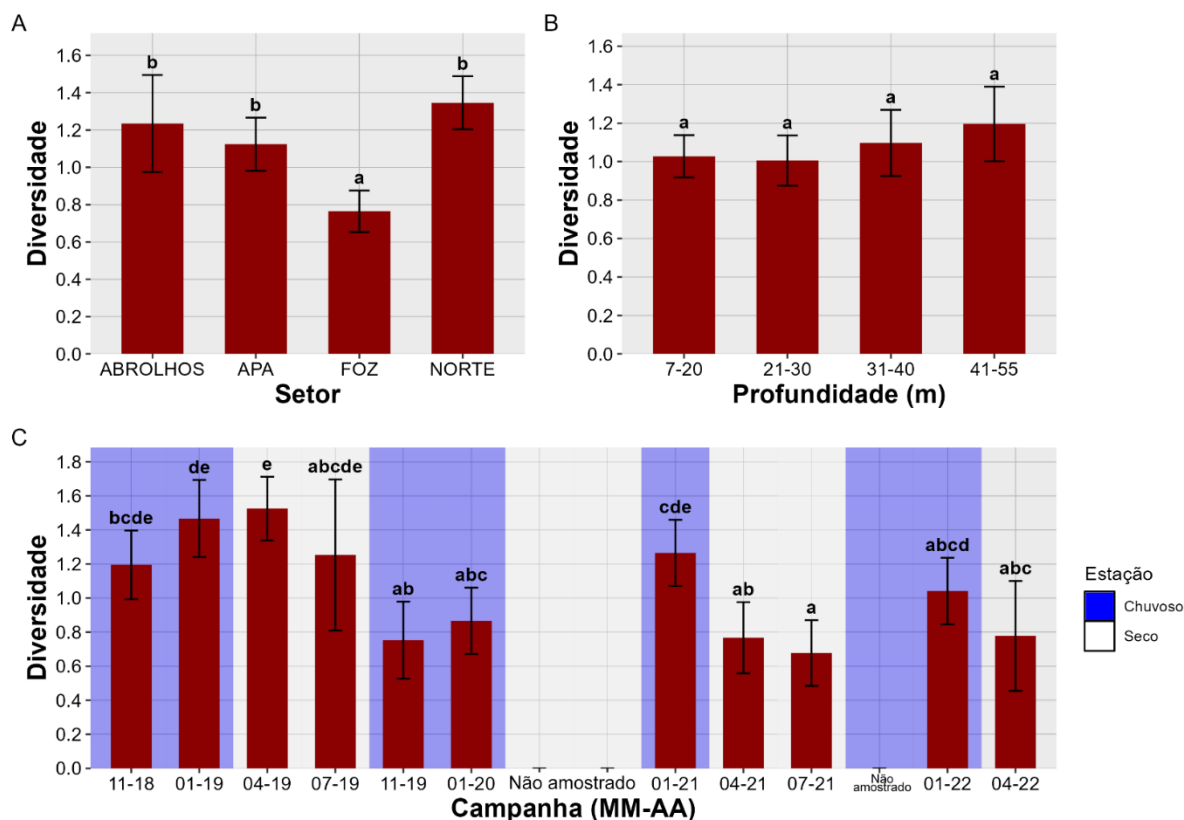 A
Diversidade
1.6
1.4
1.2
1.0
0.8
0.6
0.4
0.2
0.0
b
b
a
b
ABROLHOS APA FOZ NORTE
Setor
B
Diversidade
1.6
1.4
1.2
1.0
0.8
0.6
0.4
0.2
0.0
a
a
a
a
7-20 21-30 31-40 41-55
Profundidade (m)
C
Diversidade
1.8
1.6
1.4
1.2
1.0
0.8
0.6
0.4
0.2
0.0
bcde
de
e
abcde
ab
abc
cde
ab
a
abcd
abc
11-18 01-19 04-19 07-19 11-19 01-20 Não amostrado 01-21 04-21 07-21 Não amostrado 01-22 04-22
Campanha (MM-AA)
Estação
Chuvoso
Seco